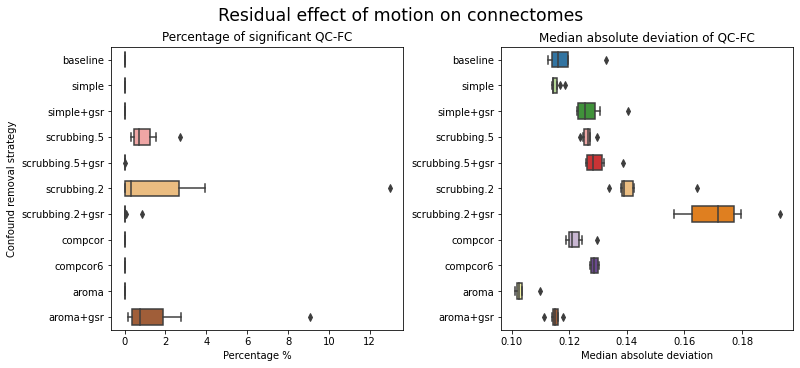 Residual effect of motion on connectomes
Percentage of significant QC-FC
Confound removal strategy
baseline
simple
simple+gsr
scrubbing.5
scrubbing.5+gsr
scrubbing.2
scrubbing.2+gsr
compcor
compcor6
aroma
aroma+gsr
0 2 4 6 8 10 12
Percentage %
Median absolute deviation of QC-FC
baseline
simple
simple+gsr
scrubbing.5
scrubbing.5+gsr
scrubbing.2
scrubbing.2+gsr
compcor
compcor6
aroma
aroma+gsr
0.10 0.12 0.14 0.16 0.18
Median absolute deviation